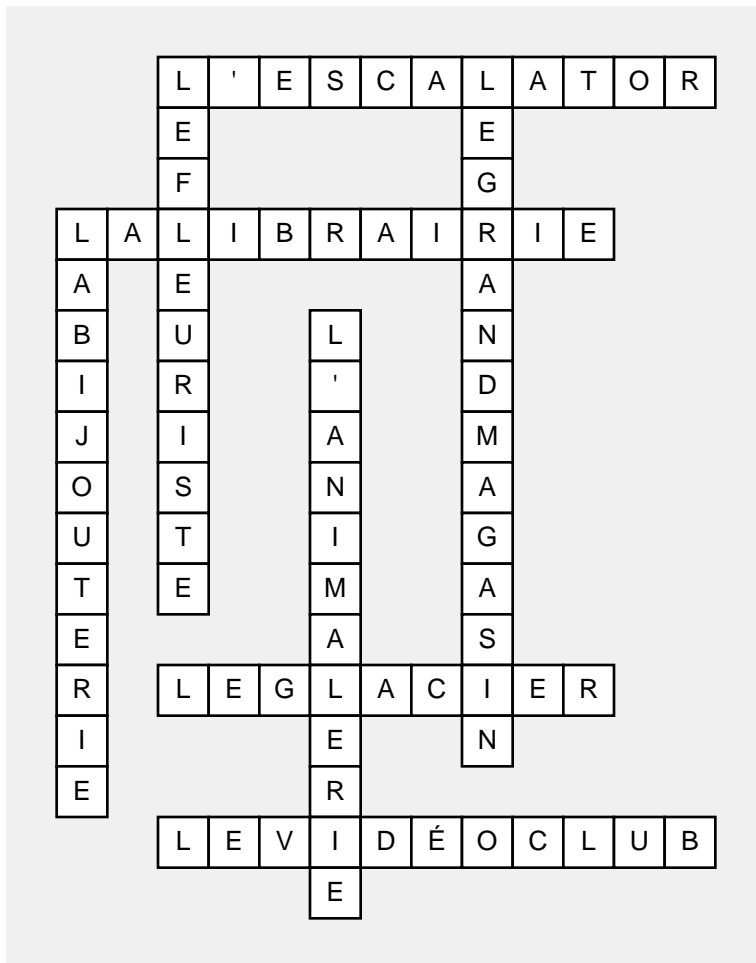 L'ESCALATOR
LEFLEURISTE
LEGRANDMAGASIN
LALIBRAIRIE
LABIJOUTERIE
L'ANIMALERIE
LEGLACIER
LEVIDÉOCLUB